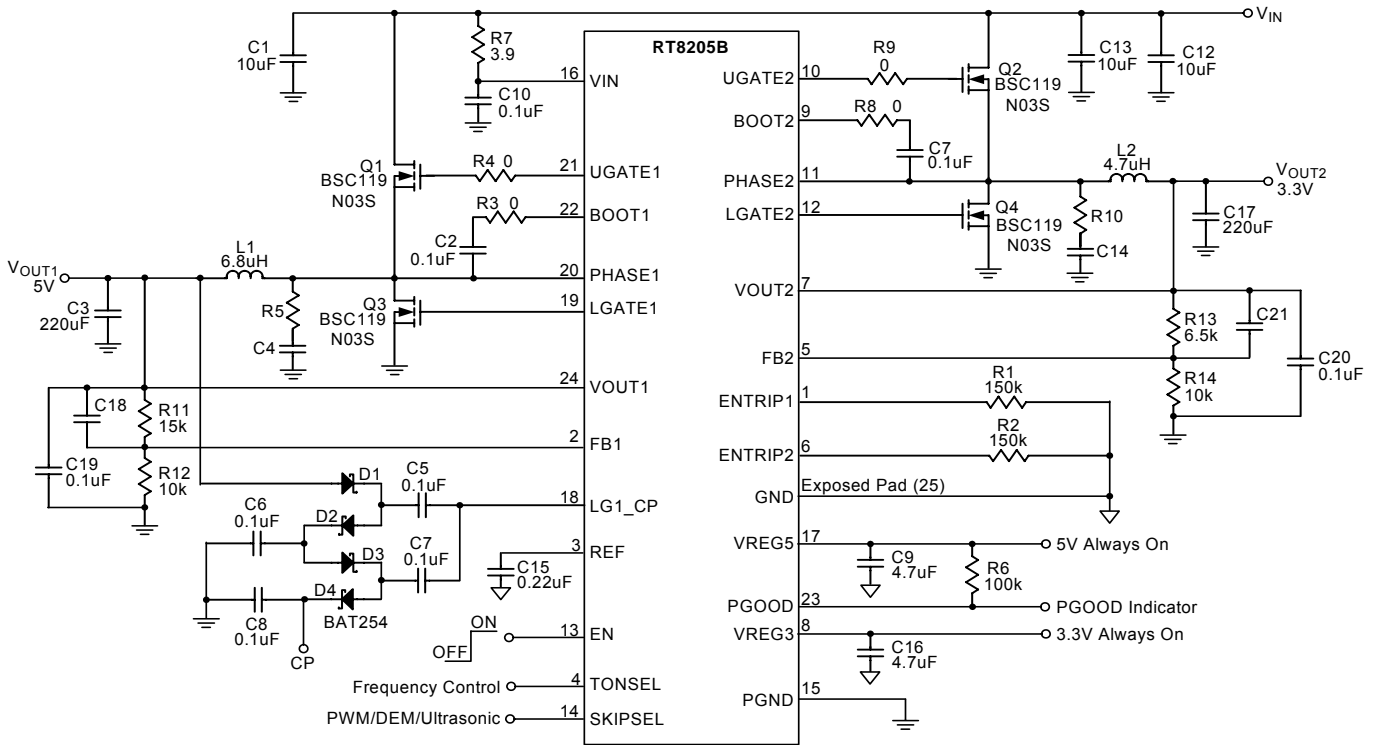 VIN
RT8205B
C1
10uF
R7
3.9
16
VIN
C10
0.1uF
Q1
BSC119
N03S
R4 0
21
UGATE1
R3 0
22
BOOT1
C2
0.1uF
L1
6.8uH
VOUT1
5V
20
PHASE1
C3
220uF
R5
C4
Q3
BSC119
N03S
19
LGATE1
24
VOUT1
C18
R11
15k
2
FB1
C19
0.1uF
R12
10k
D1
C5
0.1uF
18
LG1_CP
C6
0.1uF
D2
D3
C7
0.1uF
3
REF
C15
0.22uF
D4
BAT254
C8
0.1uF
CP
ON
OFF
13
EN
Frequency Control
4
TONSEL
PWM/DEM/Ultrasonic
14
SKIPSEL
UGATE2
10
R9
0
Q2
BSC119
N03S
C13
10uF
C12
10uF
BOOT2
9
R8 0
C7
0.1uF
PHASE2
11
L2
4.7uH
VOUT2
3.3V
LGATE2
12
Q4
BSC119
N03S
R10
C14
C17
220uF
VOUT2
7
R13
6.5k
C21
C20
0.1uF
FB2
5
R14
10k
ENTRIP1
1
R1
150k
ENTRIP2
6
R2
150k
GND
Exposed Pad (25)
VREG5
17
5V Always On
C9
4.7uF
R6
100k
PGOOD
23
PGOOD Indicator
VREG3
8
3.3V Always On
C16
4.7uF
PGND
15